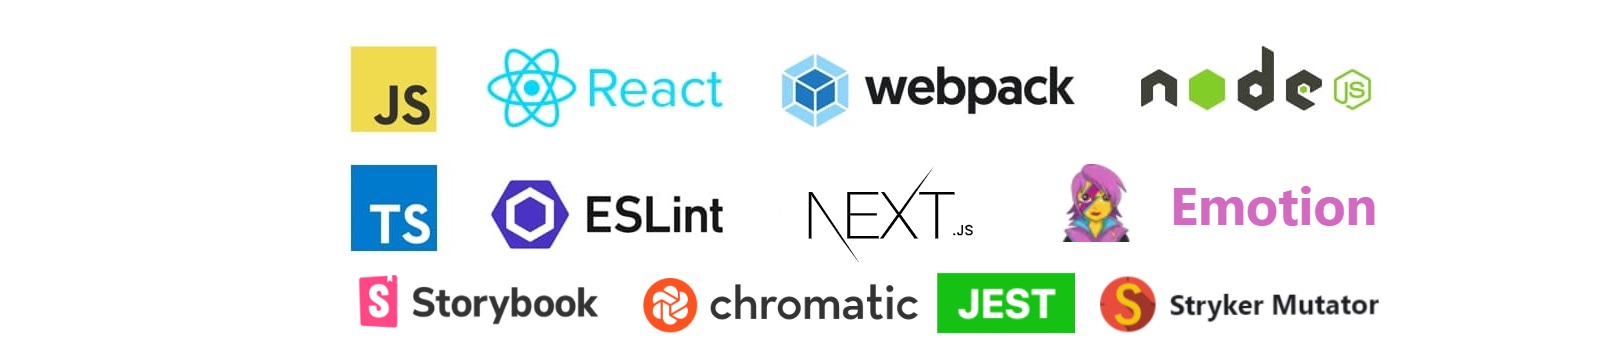 JS React webpack node JS
TS ESLint NEXT.JS Emotion
S Storybook chromatic JEST S Stryker Mutator